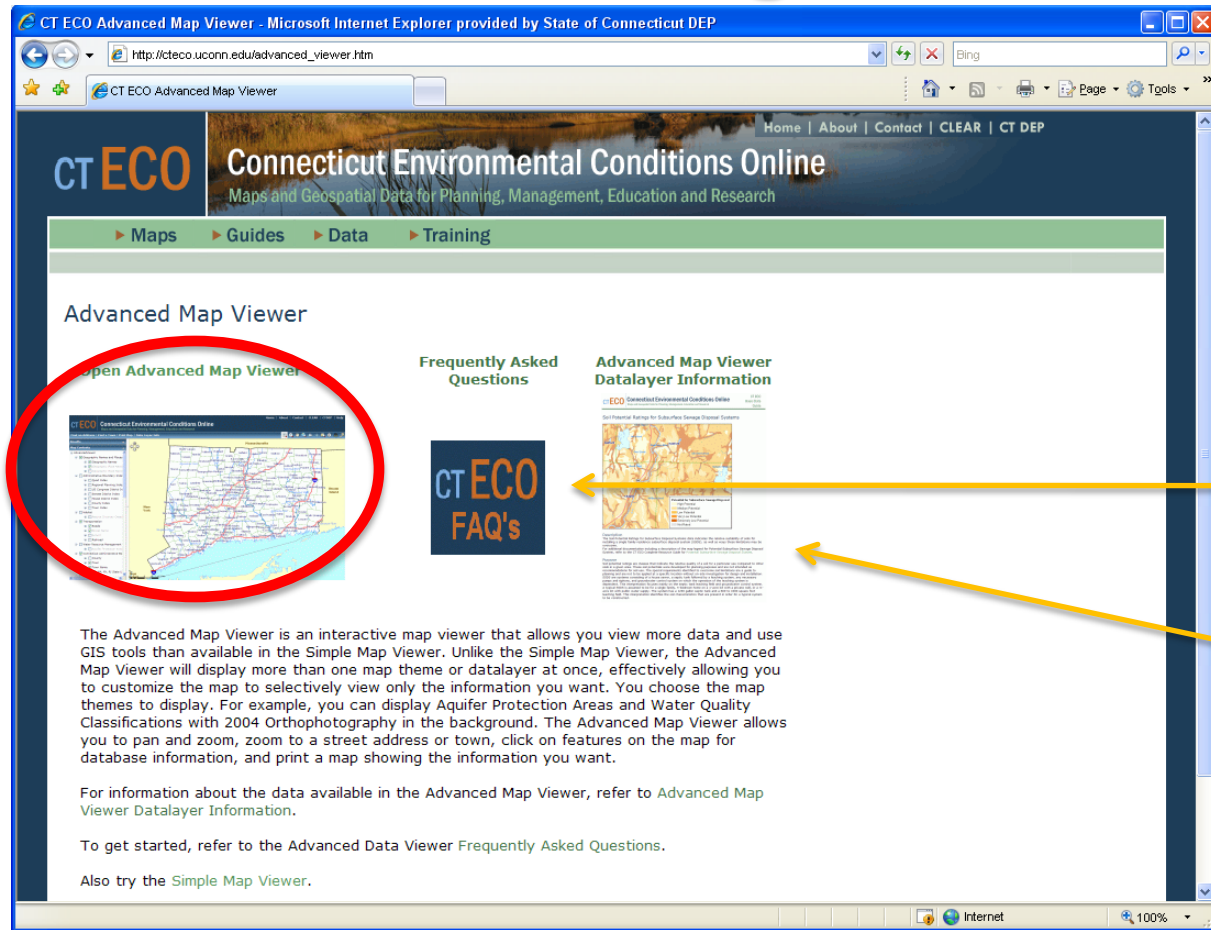 CT ECO Advanced Map Viewer - Microsoft Internet Explorer provided by State of Connecticut DEP
http://cteco.uconn.edu/advanced_viewer.htm
Bing
CT ECO Advanced Map Viewer
Page
Tools
Home | About | Contact | CLEAR | CT DEP
CT ECO
Connecticut Environmental Conditions Online
Maps and Geospatial Data for Planning, Management, Education and Research
Maps
Guides
Data
Training
Advanced Map Viewer
Open Advanced Map Viewer
Frequently Asked
Questions
Advanced Map Viewer
Datalayer Information
CT ECO Connecticut Environmental Conditions Online
CT ECO Connecticut Environmental Conditions Online
Soil Potential Ratings for Subsurface Sewage Disposal Systems
CT ECO
FAQ's
The Advanced Map Viewer is an interactive map viewer that allows you view more data and use
GIS tools than available in the Simple Map Viewer. Unlike the Simple Map Viewer, the Advanced
Map Viewer will display more than one map theme or datalayer at once, effectively allowing you
to customize the map to selectively view only the information you want. You choose the map
themes to display. For example, you can display Aquifer Protection Areas and Water Quality
Classifications with 2004 Orthophotography in the background. The Advanced Map Viewer allows
you to pan and zoom, zoom to a street address or town, click on features on the map for
database information, and print a map showing the information you want.
For information about the data available in the Advanced Map Viewer, refer to Advanced Map
Viewer Datalayer Information.
To get started, refer to the Advanced Data Viewer Frequently Asked Questions.
Also try the Simple Map Viewer.
Internet
100%